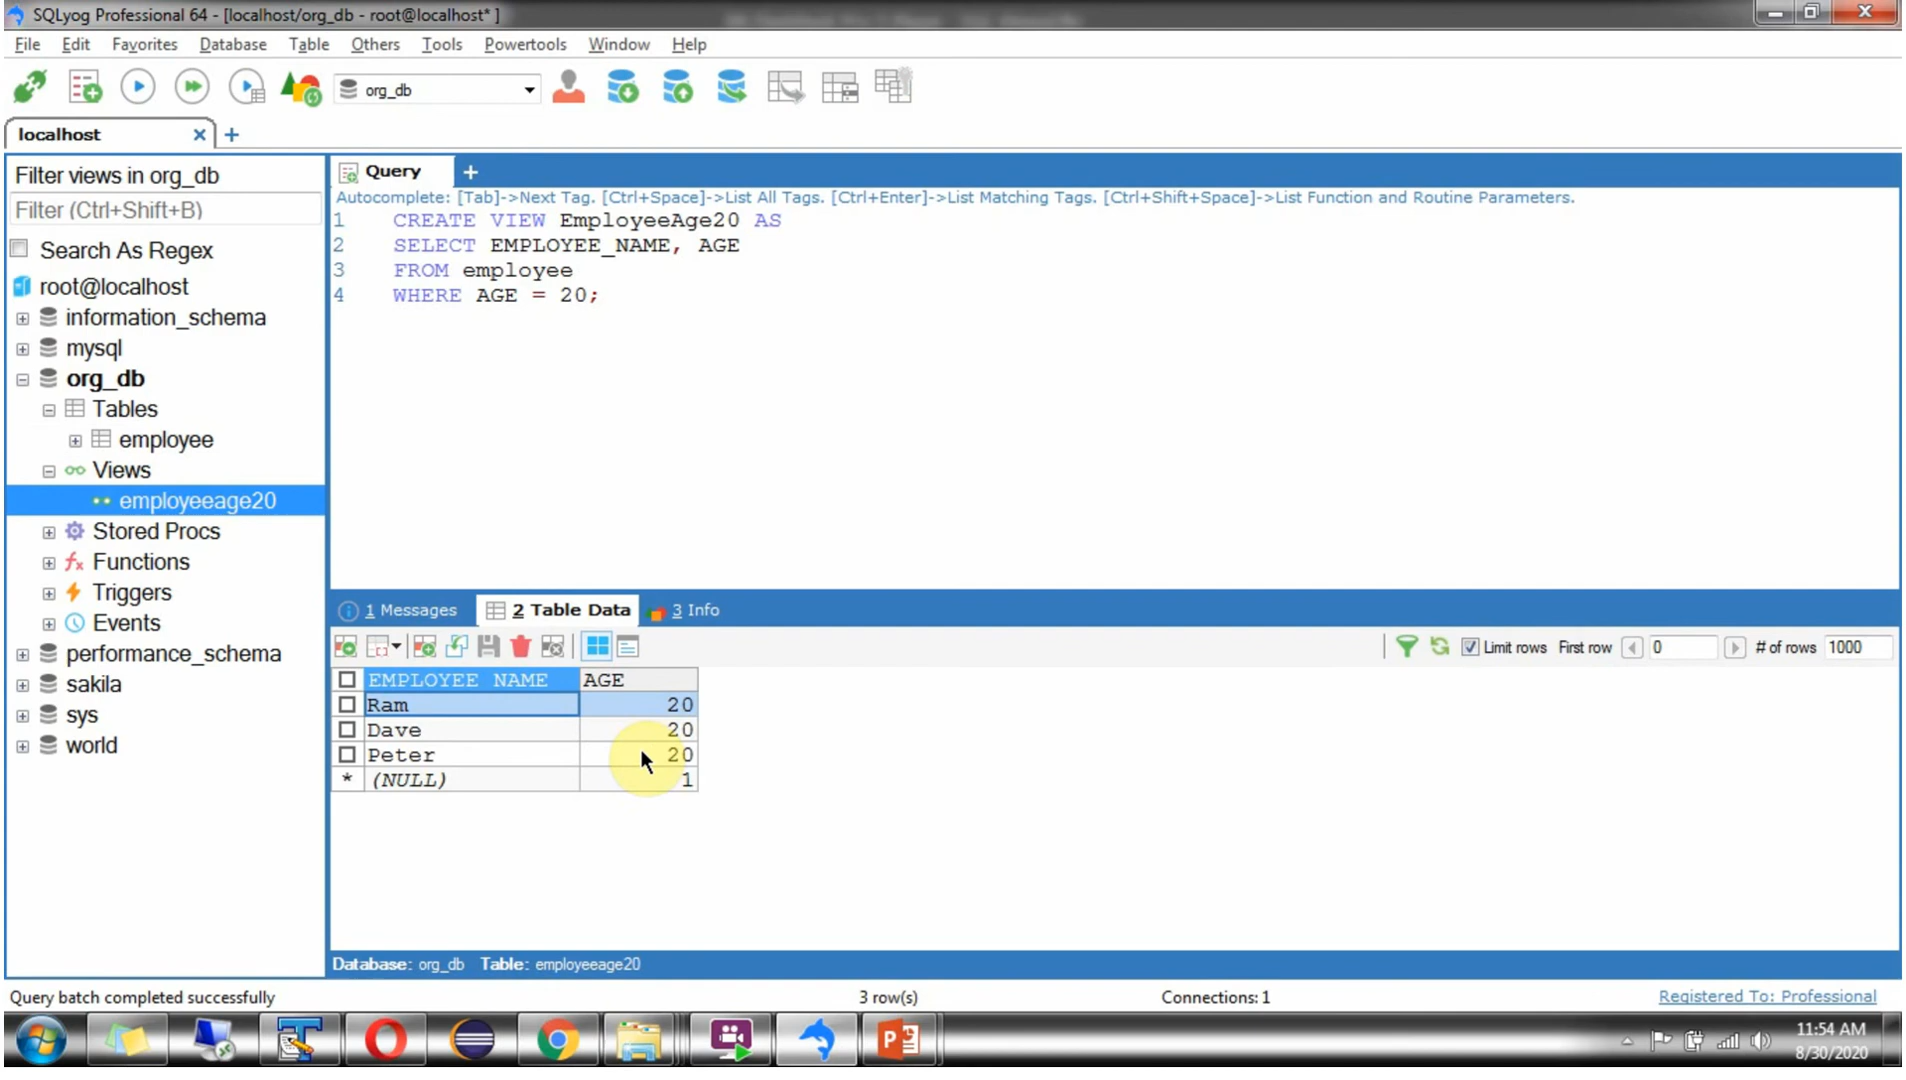 SQLyog Professional 64 - [localhost/org_db - root@localhost* ]
File Edit Favorites Database Table Others Tools Powertools Window Help
org_db
localhost
Filter views in org_db
Filter (Ctrl+Shift+B)
Search As Regex
root@localhost
information_schema
mysql
org_db
Tables
employee
Views
employeeage20
Stored Procs
Functions
Triggers
Events
performance_schema
sakila
sys
world
Query
Autocomplete: [Tab]->Next Tag. [Ctrl+Space]->List All Tags. [Ctrl+Enter]->List Matching Tags. [Ctrl+Shift+Space]->List Function and Routine Parameters.
1 CREATE VIEW EmployeeAge20 AS
2 SELECT EMPLOYEE_NAME, AGE
3 FROM employee
4 WHERE AGE = 20;
1 Messages 2 Table Data 3 Info
Limit rows First row 0 # of rows 1000
EMPLOYEE_NAME AGE
Ram 20
Dave 20
Peter 20
* (NULL) 1
Database: org_db Table: employeeage20
Query batch completed successfully 3 row(s) Connections: 1 Registered To: Professional
11:54 AM
8/30/2020